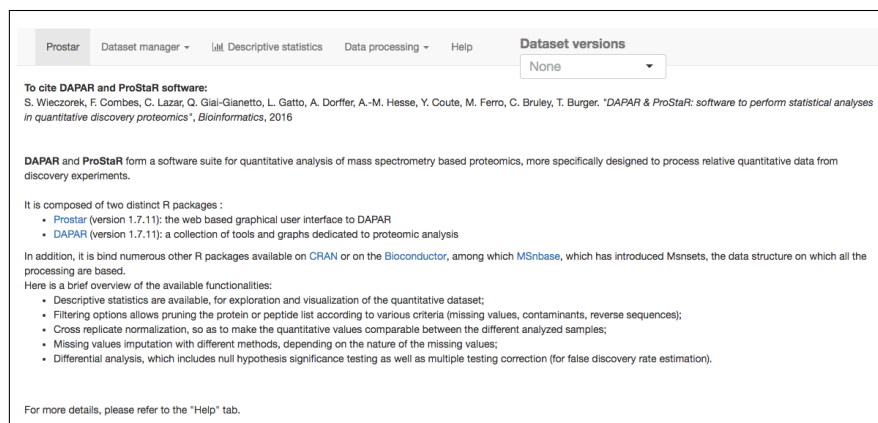 Prostar Dataset manager Descriptive statistics Data processing Help Dataset versions
None
To cite DAPAR and ProStaR software:
S. Wieczorek, F. Combes, C. Lazar, Q. Giai-Gianetto, L. Gatto, A. Dorffer, A.-M. Hesse, Y. Coute, M. Ferro, C. Bruley, T. Burger. "DAPAR & ProStaR: software to perform statistical analyses
in quantitative discovery proteomics", Bioinformatics, 2016
DAPAR and ProStaR form a software suite for quantitative analysis of mass spectrometry based proteomics, more specifically designed to process relative quantitative data from
discovery experiments.
It is composed of two distinct R packages :
• Prostar (version 1.7.11): the web based graphical user interface to DAPAR
• DAPAR (version 1.7.11): a collection of tools and graphs dedicated to proteomic analysis
In addition, it is bind numerous other R packages available on CRAN or on the Bioconductor, among which MSnbase, which has introduced Msnsets, the data structure on which all the
processing are based.
Here is a brief overview of the available functionalities:
• Descriptive statistics are available, for exploration and visualization of the quantitative dataset;
• Filtering options allows pruning the protein or peptide list according to various criteria (missing values, contaminants, reverse sequences);
• Cross replicate normalization, so as to make the quantitative values comparable between the different analyzed samples;
• Missing values imputation with different methods, depending on the nature of the missing values;
• Differential analysis, which includes null hypothesis significance testing as well as multiple testing correction (for false discovery rate estimation).
For more details, please refer to the "Help" tab.